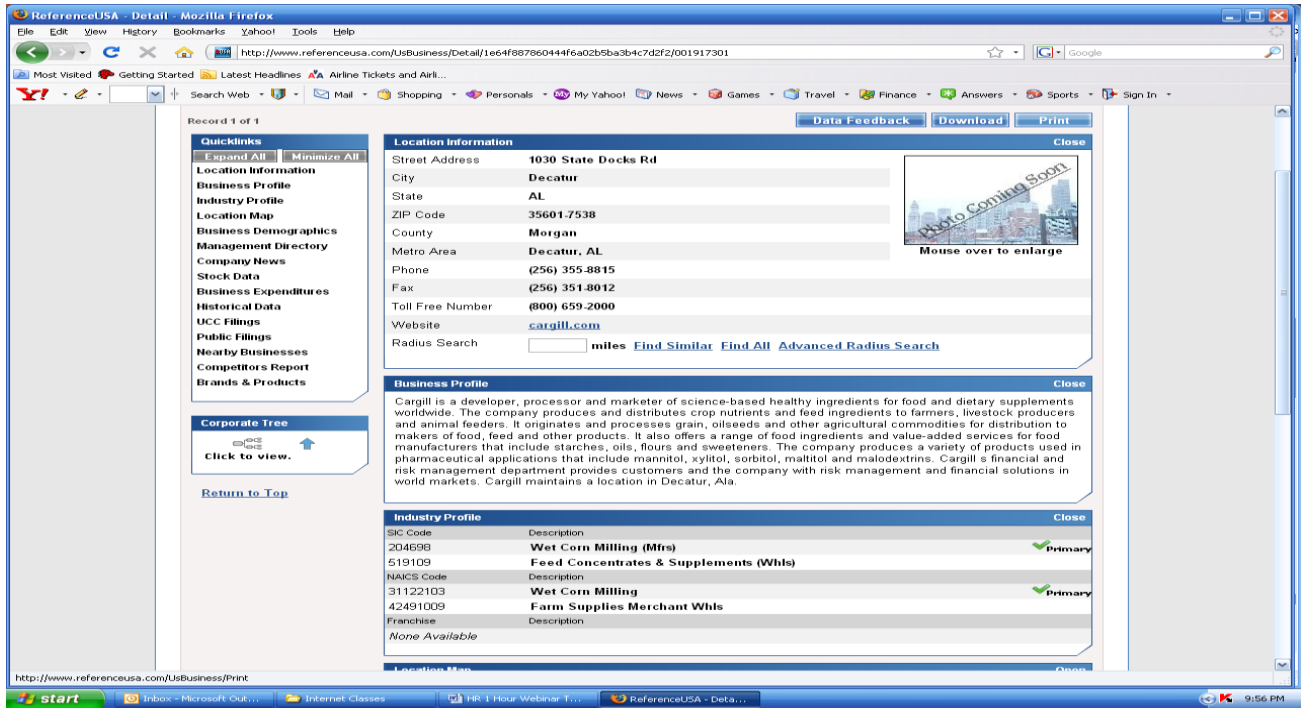 ReferenceUSA - Detail - Mozilla Firefox
File Edit View History Bookmarks Yahoo! Tools Help
http://www.referenceusa.com/UsBusiness/Detail/1e64f887860444f6a02b5ba3b4c7d2f2/001917301
Google
Most Visited Getting Started Latest Headlines Airline Tickets and Airli...
Y! Search Web Mail Shopping Personals My Yahoo! News Games Travel Finance Answers Sports Sign In
Record 1 of 1
Data Feedback Download Print
Quicklinks
Expand All Minimize All
Location Information
Business Profile
Industry Profile
Location Map
Business Demographics
Management Directory
Company News
Stock Data
Business Expenditures
Historical Data
UCC Filings
Public Filings
Nearby Businesses
Competitors Report
Brands & Products
Corporate Tree
Click to view.
Return to Top
Location Information Close
Street Address 1030 State Docks Rd
City Decatur
State AL
ZIP Code 35601-7538
County Morgan
Metro Area Decatur, AL
Phone (256) 355-8815
Fax (256) 351-8012
Toll Free Number (800) 659-2000
Website cargill.com
Radius Search miles Find Similar Find All Advanced Radius Search
Photo Coming Soon
Mouse over to enlarge
Business Profile Close
Cargill is a developer, processor and marketer of science-based healthy ingredients for food and dietary supplements
worldwide. The company produces and distributes crop nutrients and feed ingredients to farmers, livestock producers
and animal feeders. It originates and processes grain, oilseeds and other agricultural commodities for distribution to
makers of food, feed and other products. It also offers a range of food ingredients and value-added services for food
manufacturers that include starches, oils, flours and sweeteners. The company produces a variety of products used in
pharmaceutical applications that include mannitol, xylitol, sorbitol, maltitol and malodextrins. Cargill s financial and
risk management department provides customers and the company with risk management and financial solutions in
world markets. Cargill maintains a location in Decatur, Ala.
Industry Profile Close
SIC Code Description
204698 Wet Corn Milling (Mfrs) Primary
519109 Feed Concentrates & Supplements (Whls)
NAICS Code Description
31122103 Wet Corn Milling Primary
42491009 Farm Supplies Merchant Whls
Franchise Description
None Available
Location Map Open
http://www.referenceusa.com/UsBusiness/Print
start Inbox - Microsoft Out... Internet Classes HR 1 Hour Webinar T... ReferenceUSA - Deta... 9:56 PM